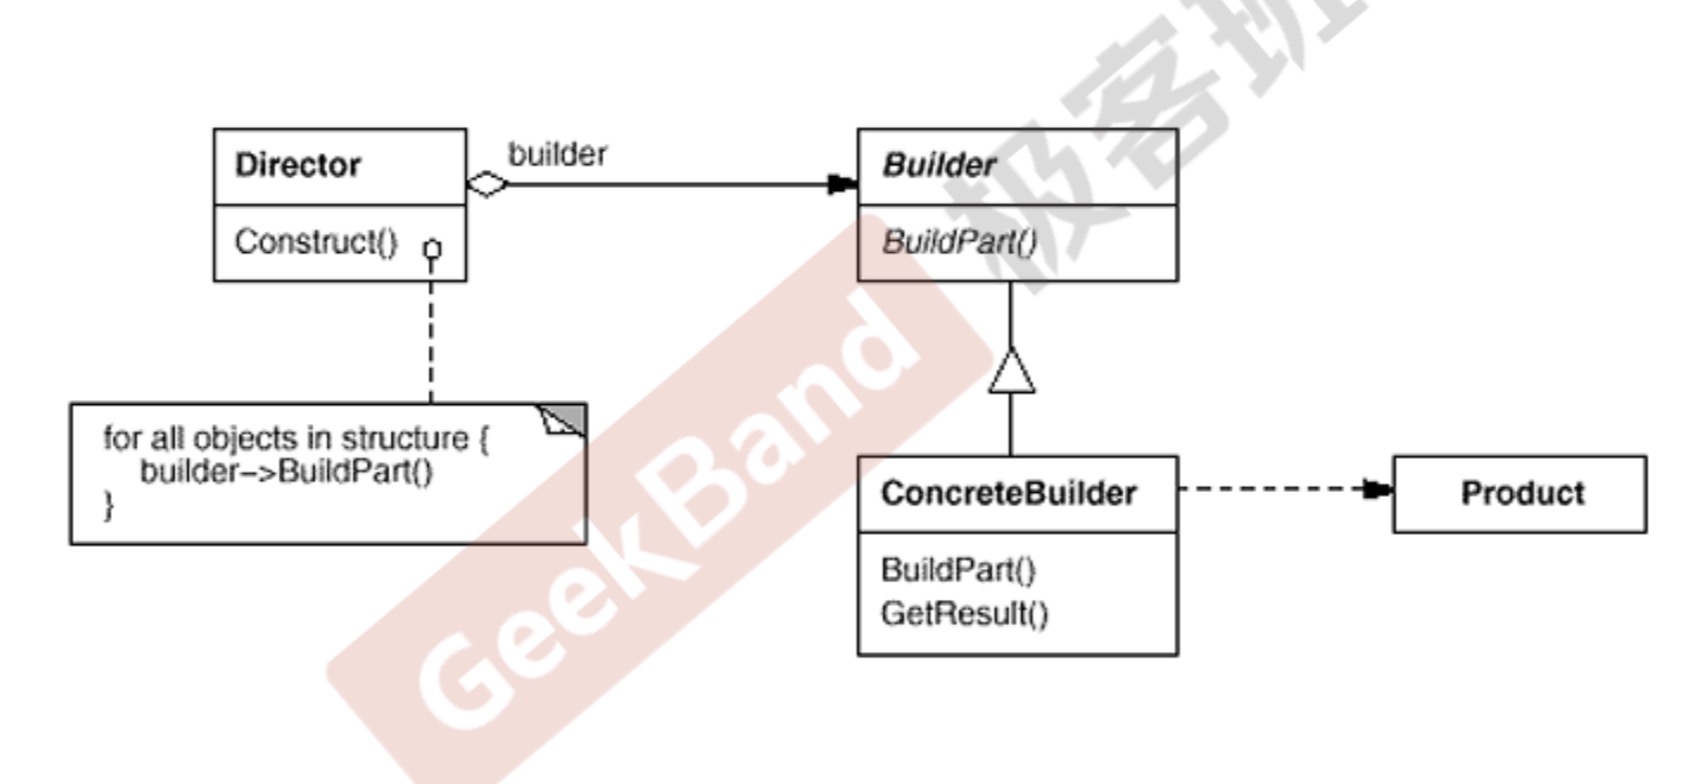 Director
Construct()
builder
Builder
BuildPart()
for all objects in structure {
builder–>BuildPart()
}
ConcreteBuilder
BuildPart()
GetResult()
Product
GeekBand
极客班